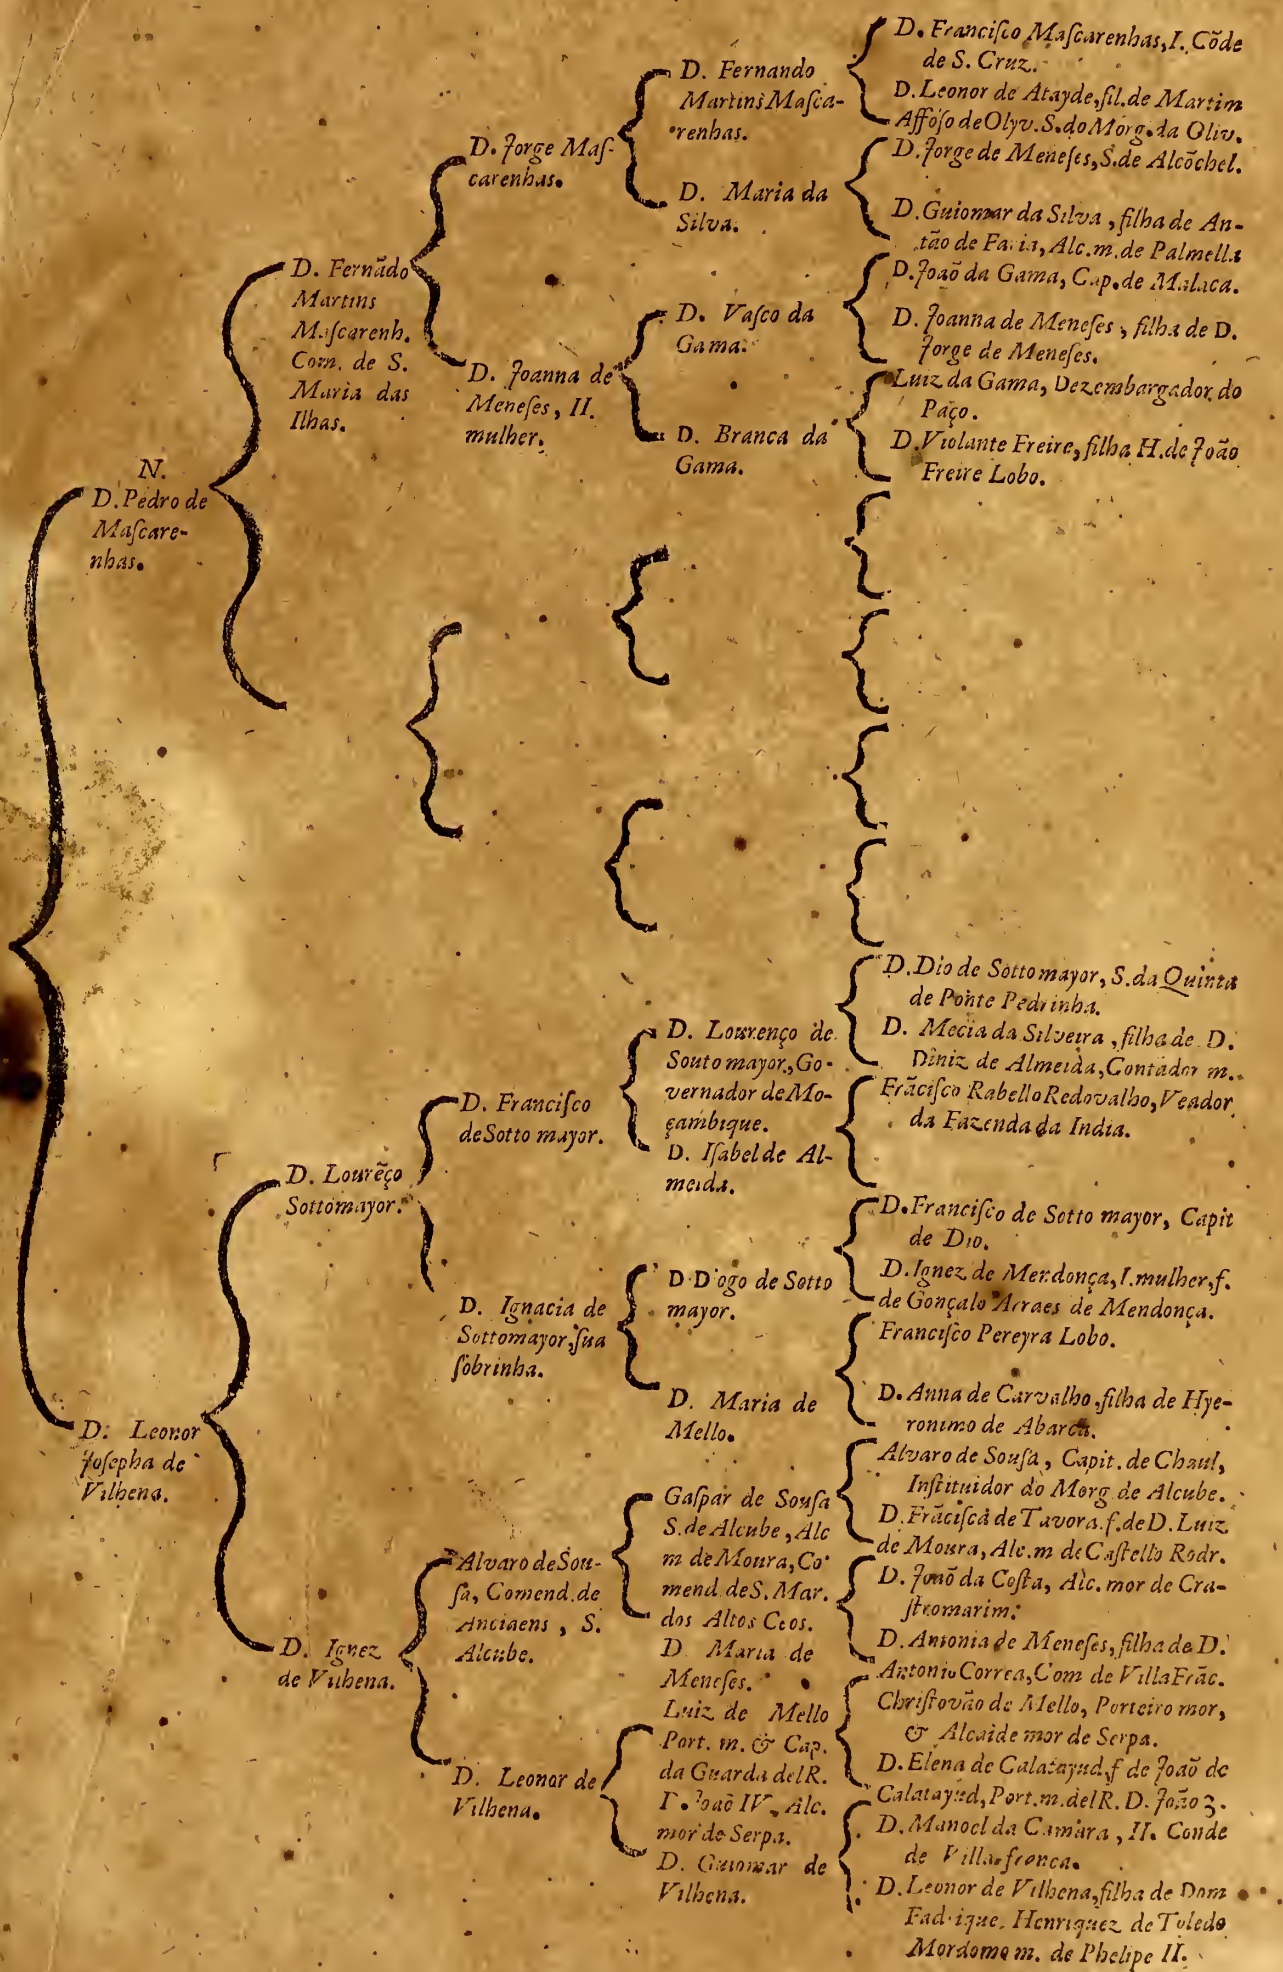 N.
D. Pedro de
Maſcare-
nhas.
D. Leonor
Joſepha de
Vilhena.
D. Fernãdo
Martins
Maſcarenh.
Com. de S.
Maria das
Ilhas.
D. Lourẽço
Sottomayor.
D. Ignez
de Vilhena.
D. Jorge Maſ-
carenhas.
D. Joanna de
Meneſes, II.
mulher.
D. Franciſco
de Sotto mayor.
D. Ignacia de
Sottomayor, ſua
ſobrinha.
Alvaro de Sou-
ſa, Comend. de
Anciaens, S.
Alcube.
D. Leonor de
Vilhena.
D. Fernando
Martins Maſca-
renhas.
D. Maria da
Silva.
D. Vaſco da
Gama.
D. Branca da
Gama.
D. Lourenço de
Souto mayor, Go-
vernador de Mo-
çambique.
D. Iſabel de Al-
meida.
D. Diogo de Sotto
mayor.
D. Maria de
Mello.
Gaſpar de Souſa
S. de Alcube, Alc
m de Moura, Co-
mend. de S. Mar.
dos Altos Ceos.
D. Maria de
Meneſes.
Luiz de Mello
Port. m. & Cap.
da Guarda del R.
D. Joaõ IV, Alc.
mor de Serpa.
D. Guiomar de
Vilhena.
D. Franciſco Maſcarenhas, I. Cõde
de S. Cruz.
D. Leonor de Atayde, fil. de Martim
Affõſo de Olyv. S. do Morg. da Oliv.
D. Jorge de Meneſes, S. de Alcõchel.
D. Guiomar da Silva, filha de An-
tão de Faria, Alc. m. de Palmella
D. Joaõ da Gama, Cap. de Malaca.
D. Joanna de Meneſes, filha de D.
Jorge de Meneſes.
Luiz da Gama, Dezembargador do
Paço.
D. Violante Freire, filha H. de João
Freire Lobo.
D. Dio de Sottomayor, S. da Quinta
de Ponte Pedrinha.
D. Mecia da Silveira, filha de D.
Diniz de Almeida, Contador m.
Frãciſco Rabello Redovalho, Veador
da Fazenda da India.
D. Franciſco de Sotto mayor, Capit
de Dio.
D. Ignez de Mendonça, I. mulher, f.
de Gonçalo Arraes de Mendonça.
Franciſco Pereyra Lobo.
D. Anna de Carvalho, filha de Hye-
ronimo de Abarca.
Alvaro de Souſa, Capit. de Chaul,
Inſtituidor do Morg de Alcube.
D. Frãciſca de Tavora. f. de D. Luiz
de Moura, Alc. m de Caſtello Rodr.
D. Joaõ da Coſta, Alc. mor de Cra-
ſtromarim.
D. Antonia de Meneſes, filha de D.
Antonio Correa, Com de Villa Frãc.
Chriſtovão de Mello, Porteiro mor,
& Alcaide mor de Serpa.
D. Elena de Calatayud, f de Joaõ de
Calatayud, Port. m. del R. D. João 3.
D. Manoel da Camara, II. Conde
de Villa-franca.
D. Leonor de Vilhena, filha de Dom
Fadrique Henriquez de Toledo
Mordomo m. de Phelipe II.